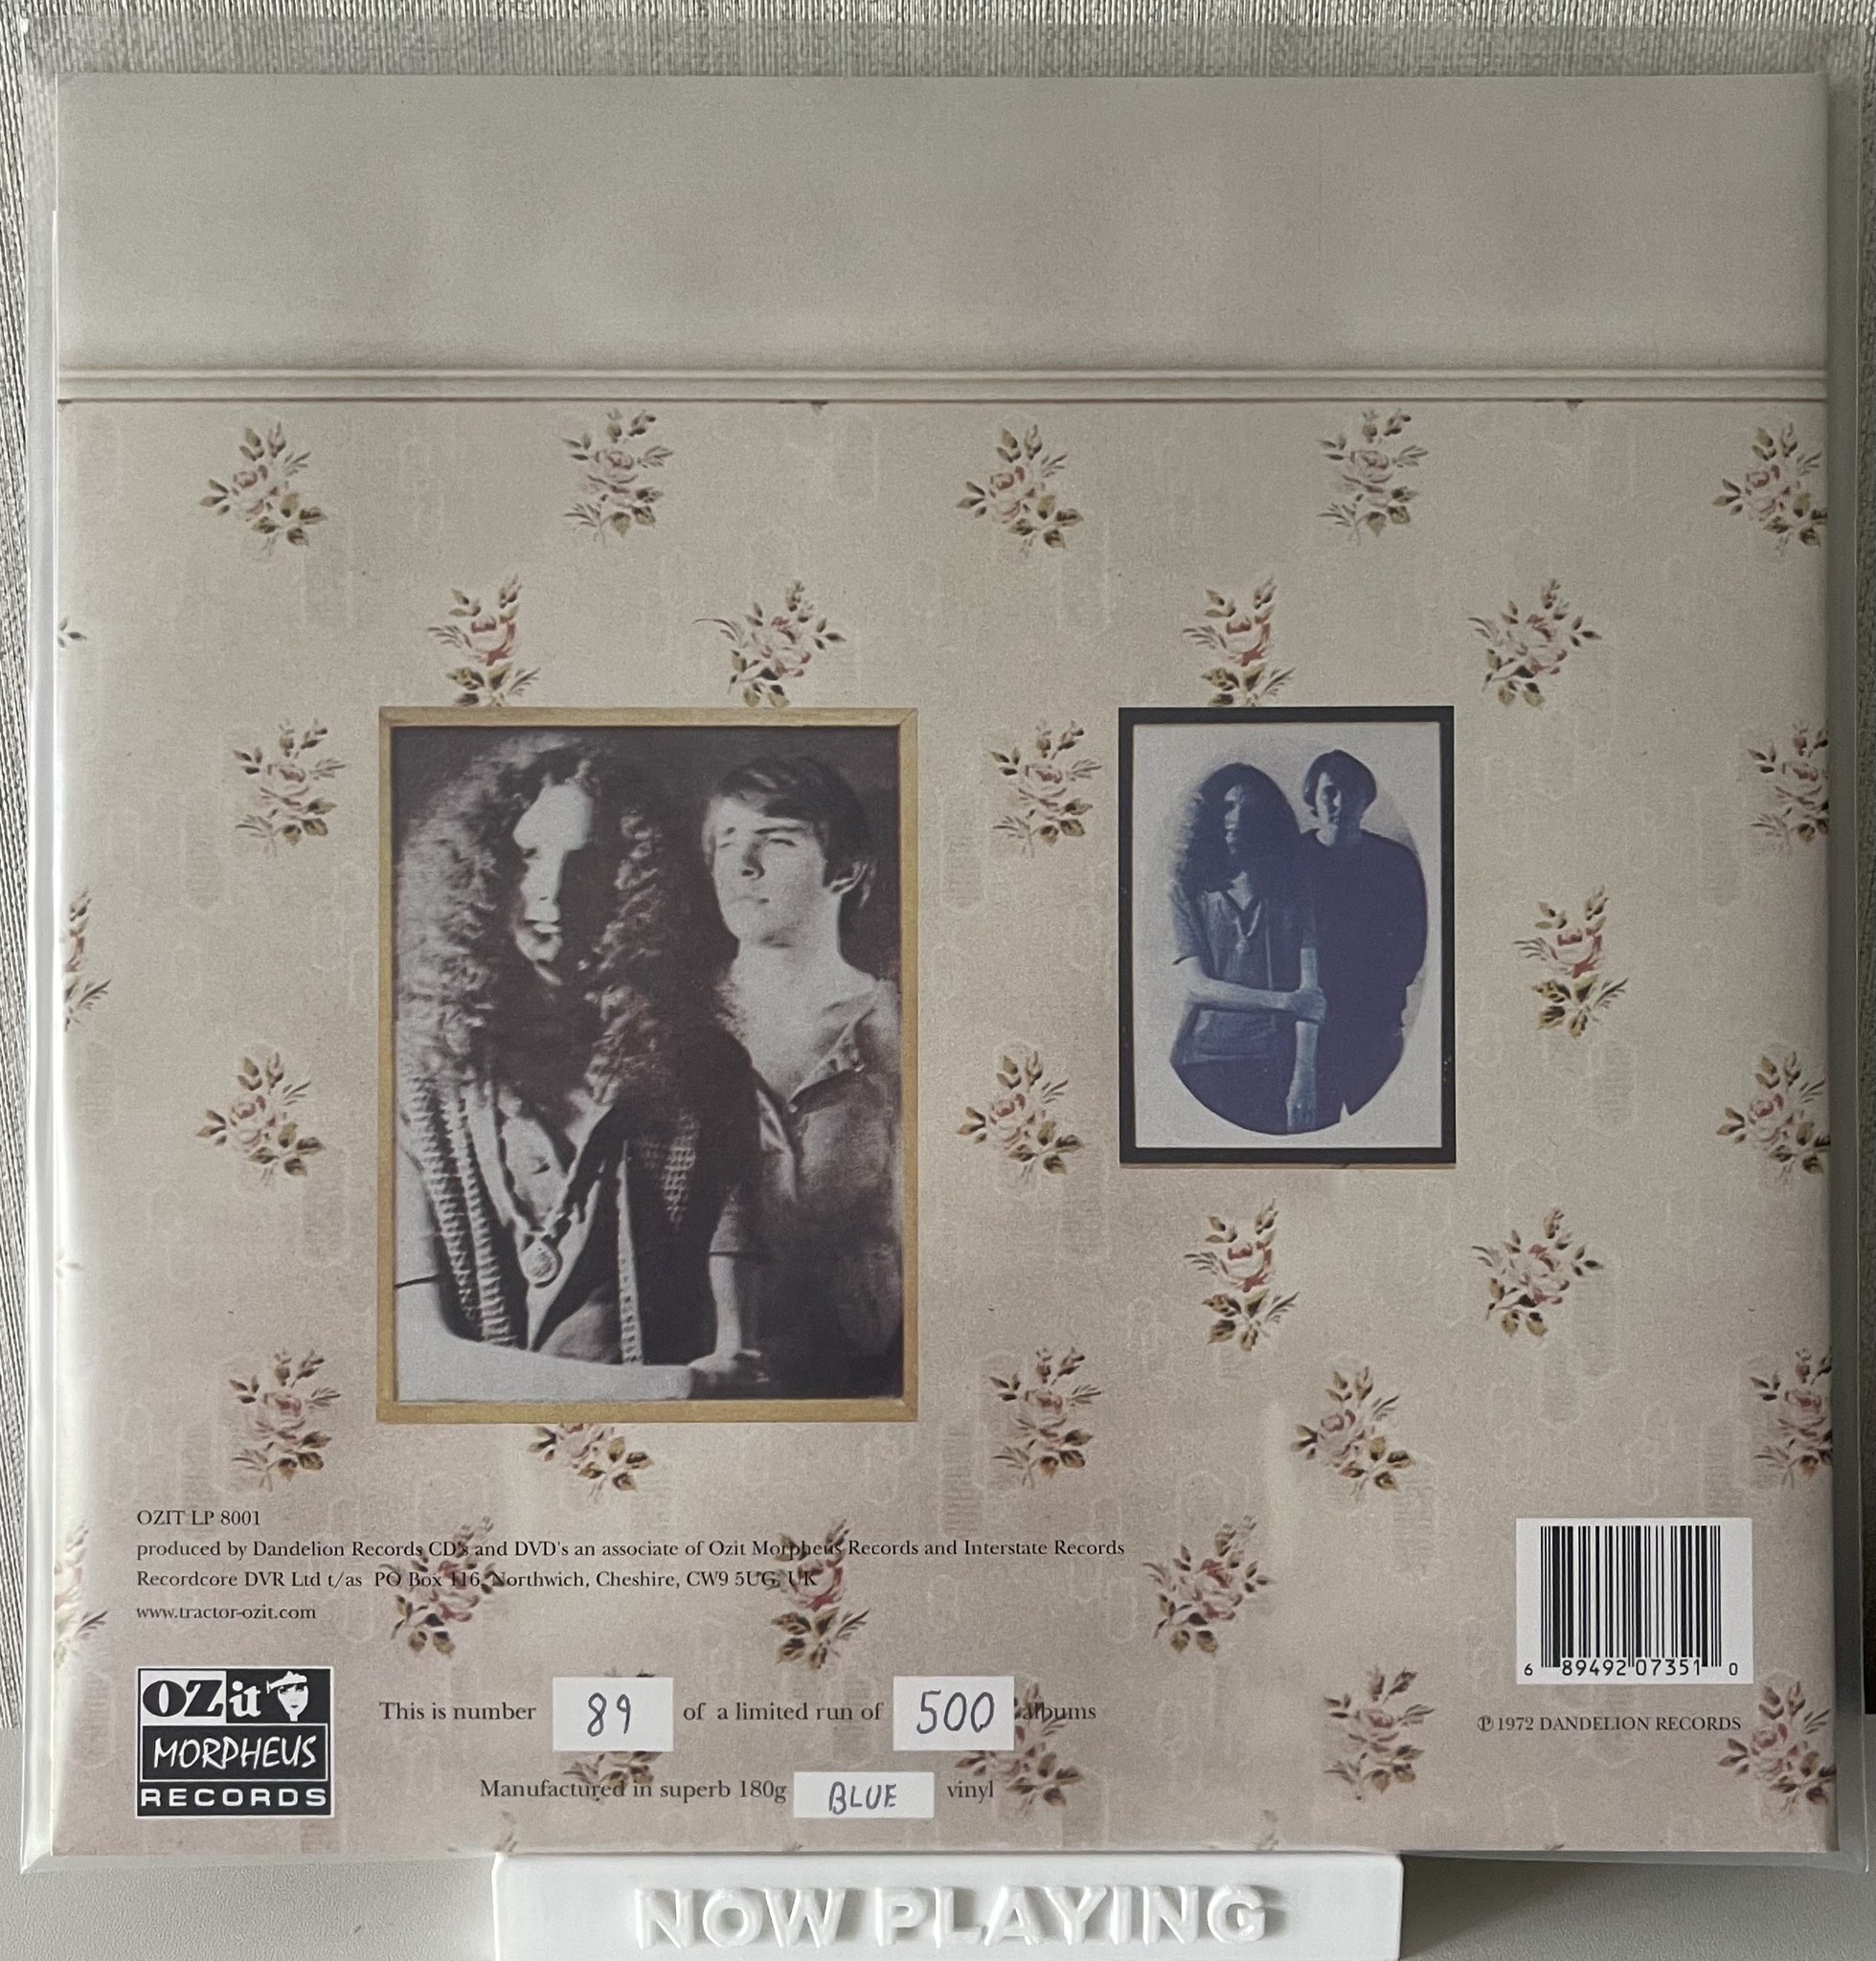 OZIT LP 8001
produced by Dandelion Records CD's and DVD's an associate of Ozit Morpheus Records and Interstate Records
Recordcore DVR Ltd t/as PO Box 116, Northwich, Cheshire, CW9 5UG, UK
www.tractor-ozit.com
6 89492 07351 0
OZit
MORPHEUS
RECORDS
This is number 89 of a limited run of 500 albums
℗ 1972 DANDELION RECORDS
Manufactured in superb 180g BLUE vinyl
NOW PLAYING